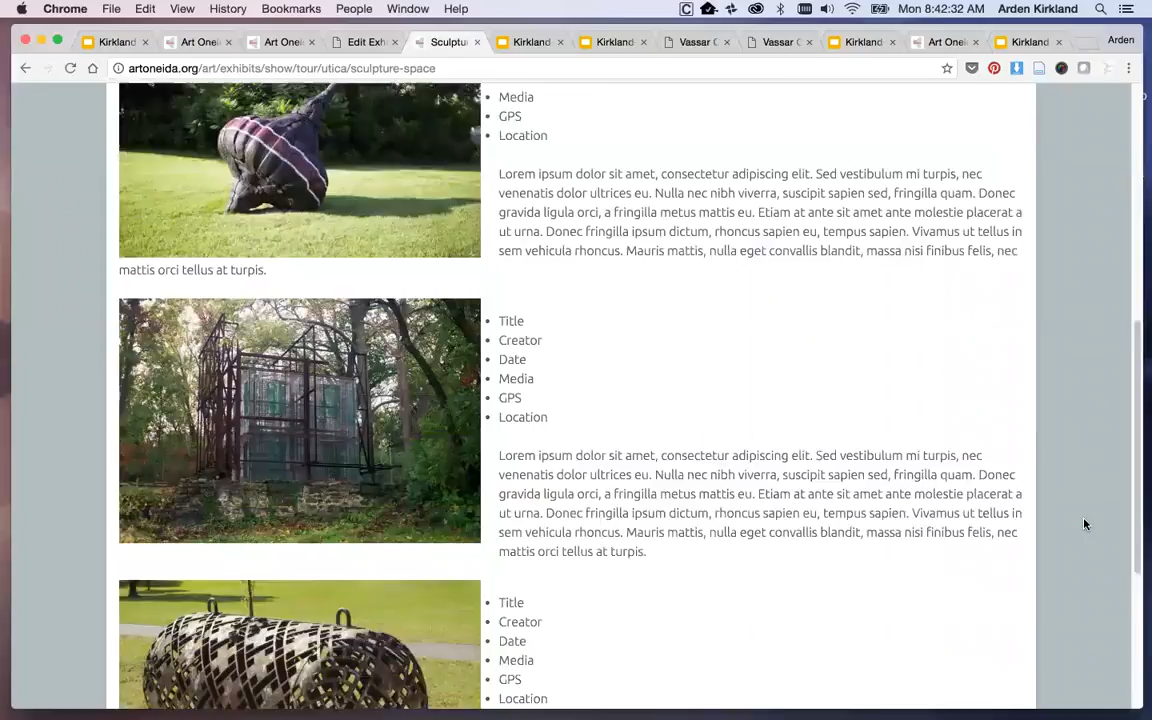 Chrome File Edit View History Bookmarks People Window Help Mon 8:42:32 AM Arden Kirkland
Kirkland Art Onei Art Onei Edit Exh Sculptu Kirkland Kirkland Vassar C Vassar C Kirkland Art Onei Kirkland Arden
artoneida.org/art/exhibits/show/tour/utica/sculpture-space
• Media
• GPS
• Location
Lorem ipsum dolor sit amet, consectetur adipiscing elit. Sed vestibulum mi turpis, nec
venenatis dolor ultrices eu. Nulla nec nibh viverra, suscipit sapien sed, fringilla quam. Donec
gravida ligula orci, a fringilla metus mattis eu. Etiam at ante sit amet ante molestie placerat a
ut urna. Donec fringilla ipsum dictum, rhoncus sapien eu, tempus sapien. Vivamus ut tellus in
sem vehicula rhoncus. Mauris mattis, nulla eget convallis blandit, massa nisi finibus felis, nec
mattis orci tellus at turpis.
• Title
• Creator
• Date
• Media
• GPS
• Location
Lorem ipsum dolor sit amet, consectetur adipiscing elit. Sed vestibulum mi turpis, nec
venenatis dolor ultrices eu. Nulla nec nibh viverra, suscipit sapien sed, fringilla quam. Donec
gravida ligula orci, a fringilla metus mattis eu. Etiam at ante sit amet ante molestie placerat a
ut urna. Donec fringilla ipsum dictum, rhoncus sapien eu, tempus sapien. Vivamus ut tellus in
sem vehicula rhoncus. Mauris mattis, nulla eget convallis blandit, massa nisi finibus felis, nec
mattis orci tellus at turpis.
• Title
• Creator
• Date
• Media
• GPS
• Location